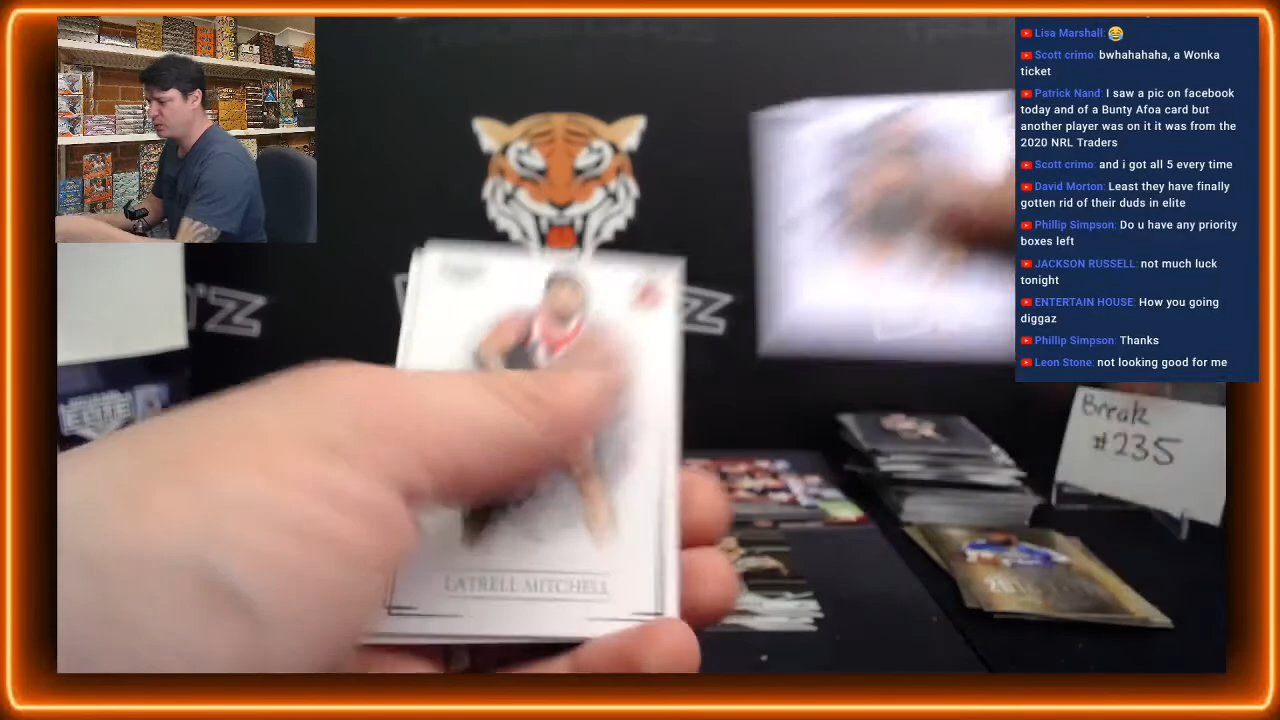 Lisa Marshall: 😂
Scott crimo: bwhahahaha, a Wonka
ticket
Patrick Nand: I saw a pic on facebook
today and of a Bunty Afoa card but
another player was on it it was from the
2020 NRL Traders
Scott crimo: and i got all 5 every time
David Morton: Least they have finally
gotten rid of their duds in elite
Phillip Simpson: Do u have any priority
boxes left
JACKSON RUSSELL: not much luck
tonight
ENTERTAIN HOUSE: How you going
diggaz
Phillip Simpson: Thanks
Leon Stone: not looking good for me
Break
#235
ELITE
LATRELL MITCHELL